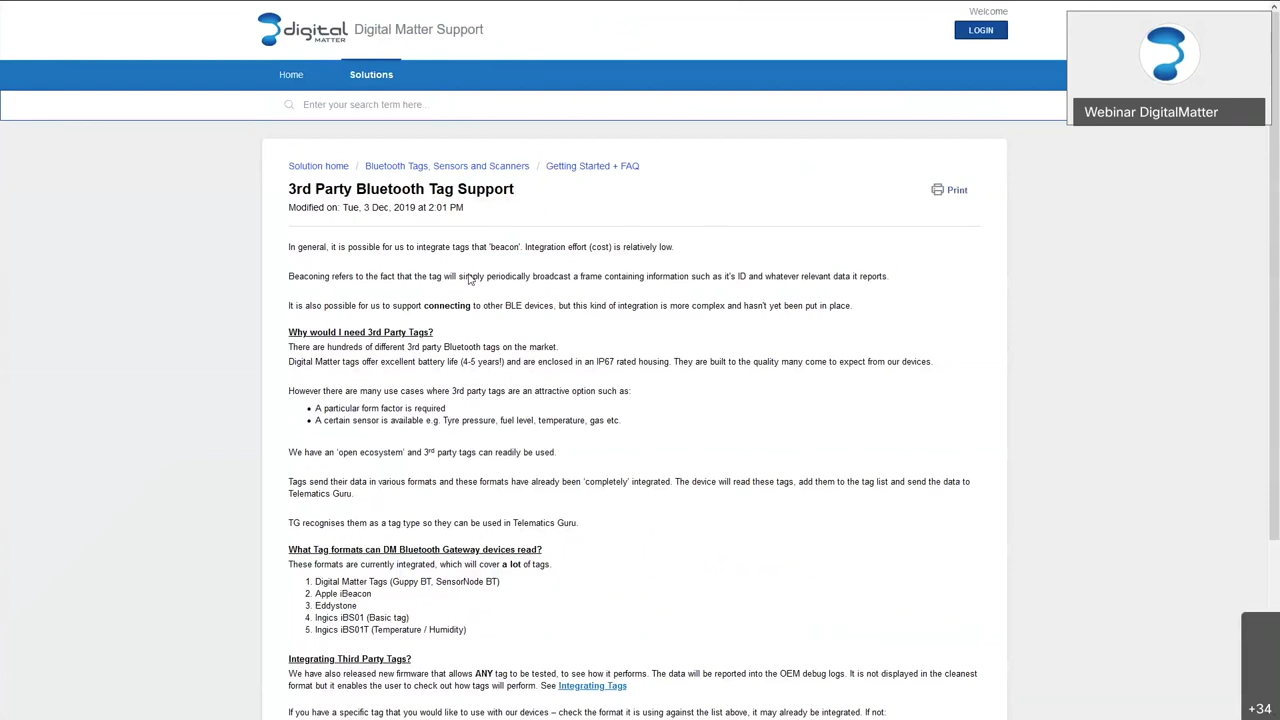 Welcome
digital
MATTER
Digital Matter Support
LOGIN
Home
Solutions
Enter your search term here...
Webinar DigitalMatter
Solution home / Bluetooth Tags, Sensors and Scanners / Getting Started + FAQ
3rd Party Bluetooth Tag Support
Print
Modified on: Tue, 3 Dec, 2019 at 2:01 PM
In general, it is possible for us to integrate tags that 'beacon'. Integration effort (cost) is relatively low.
Beaconing refers to the fact that the tag will simply periodically broadcast a frame containing information such as it's ID and whatever relevant data it reports.
It is also possible for us to support connecting to other BLE devices, but this kind of integration is more complex and hasn't yet been put in place.
Why would I need 3rd Party Tags?
There are hundreds of different 3rd party Bluetooth tags on the market.
Digital Matter tags offer excellent battery life (4-5 years!) and are enclosed in an IP67 rated housing. They are built to the quality many come to expect from our devices.
However there are many use cases where 3rd party tags are an attractive option such as:
• A particular form factor is required
• A certain sensor is available e.g. Tyre pressure, fuel level, temperature, gas etc.
We have an 'open ecosystem' and 3rd party tags can readily be used.
Tags send their data in various formats and these formats have already been 'completely' integrated. The device will read these tags, add them to the tag list and send the data to
Telematics Guru.
TG recognises them as a tag type so they can be used in Telematics Guru.
What Tag formats can DM Bluetooth Gateway devices read?
These formats are currently integrated, which will cover a lot of tags.
1. Digital Matter Tags (Guppy BT, SensorNode BT)
2. Apple iBeacon
3. Eddystone
4. Ingics iBS01 (Basic tag)
5. Ingics iBS01T (Temperature / Humidity)
Integrating Third Party Tags?
We have also released new firmware that allows ANY tag to be tested, to see how it performs. The data will be reported into the OEM debug logs. It is not displayed in the cleanest
format but it enables the user to check out how tags will perform. See Integrating Tags
If you have a specific tag that you would like to use with our devices – check the format it is using against the list above, it may already be integrated. If not:
+34